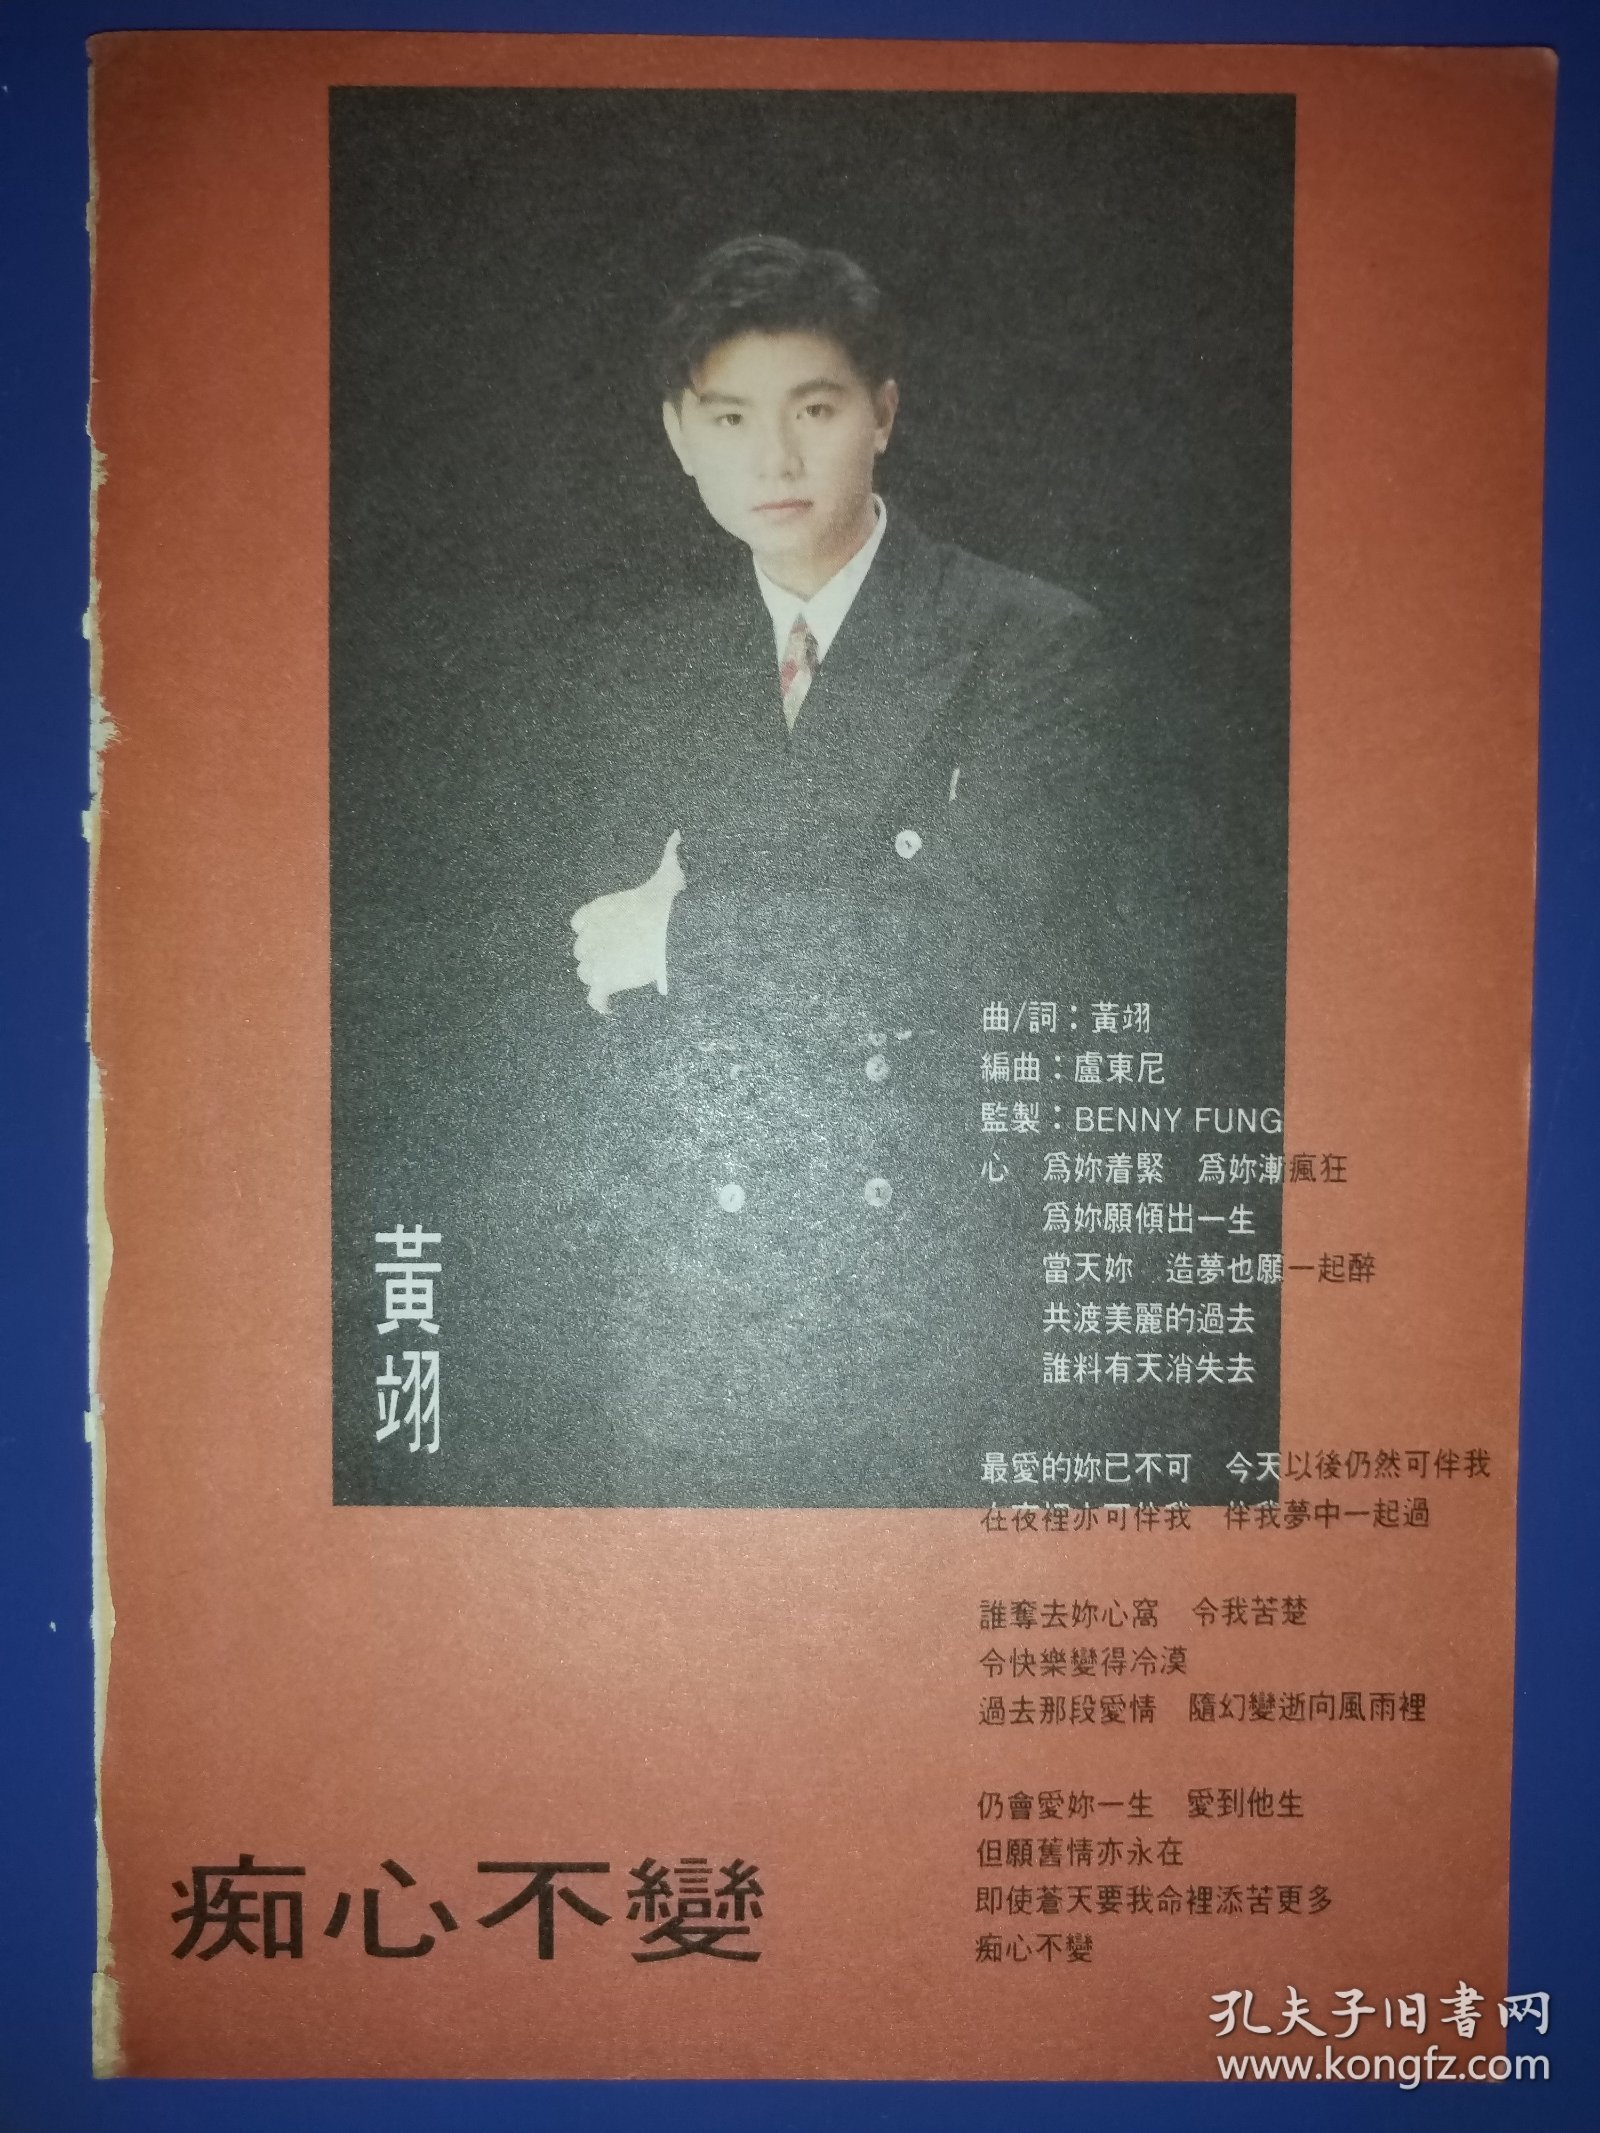 黃翊
曲/詞：黃翊
編曲：盧東尼
監製：BENNY FUNG
心　爲妳着緊　爲妳漸瘋狂
爲妳願傾出一生
當天妳　造夢也願一起醉
共渡美麗的過去
誰料有天消失去
最愛的妳已不可　今天以後仍然可伴我
在夜裡亦可伴我　伴我夢中一起過
誰奪去妳心窩　令我苦楚
令快樂變得冷漠
過去那段愛情　隨幻變逝向風雨裡
仍會愛妳一生　愛到他生
但願舊情亦永在
即使蒼天要我命裡添苦更多
痴心不變
痴心不變
孔夫子旧書网
www.kongfz.com